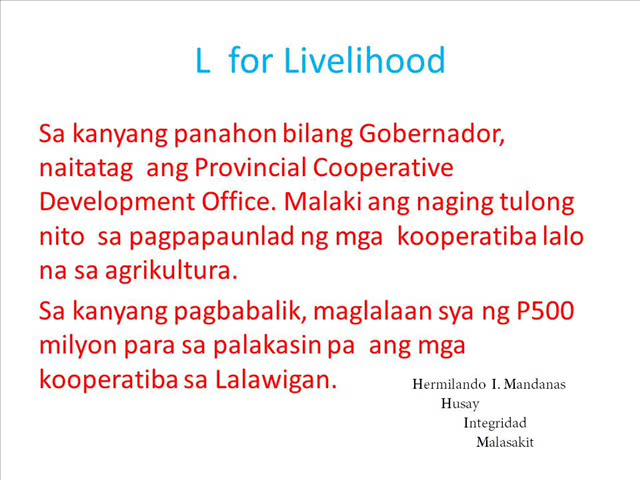 L for Livelihood
Sa kanyang panahon bilang Gobernador,
naitatag ang Provincial Cooperative
Development Office. Malaki ang naging tulong
nito sa pagpapaunlad ng mga kooperatiba lalo
na sa agrikultura.
Sa kanyang pagbabalik, maglalaan sya ng P500
milyon para sa palakasin pa ang mga
kooperatiba sa Lalawigan.
Hermilando I. Mandanas
Husay
Integridad
Malasakit